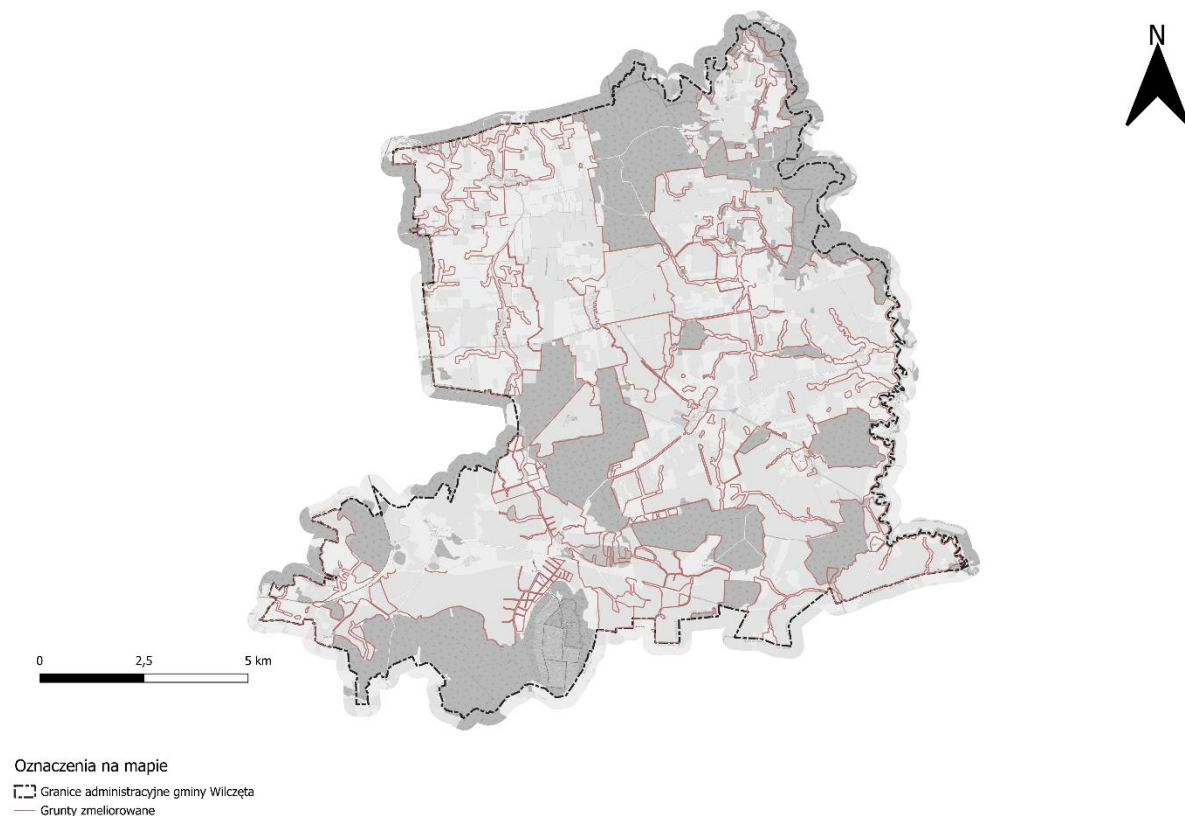 N
0 2,5 5 km
Oznaczenia na mapie
Granice administracyjne gminy Wilczęta
Grunty zmeliorowane